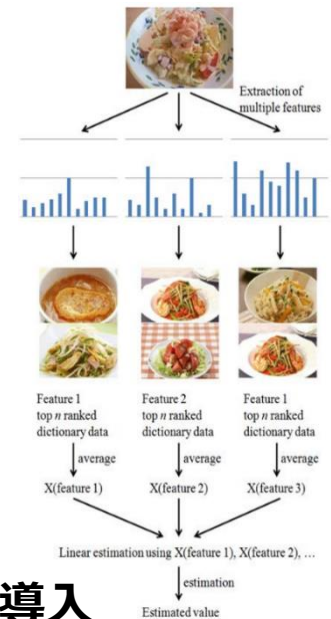 Extraction of
multiple features
Feature 1
top n ranked
dictionary data
Feature 2
top n ranked
dictionary data
Feature 1
top n ranked
dictionary data
average
average
average
X(feature 1)
X(feature 2)
X(feature 3)
Linear estimation using X(feature 1), X(feature 2), …
estimation
Estimated value
導入